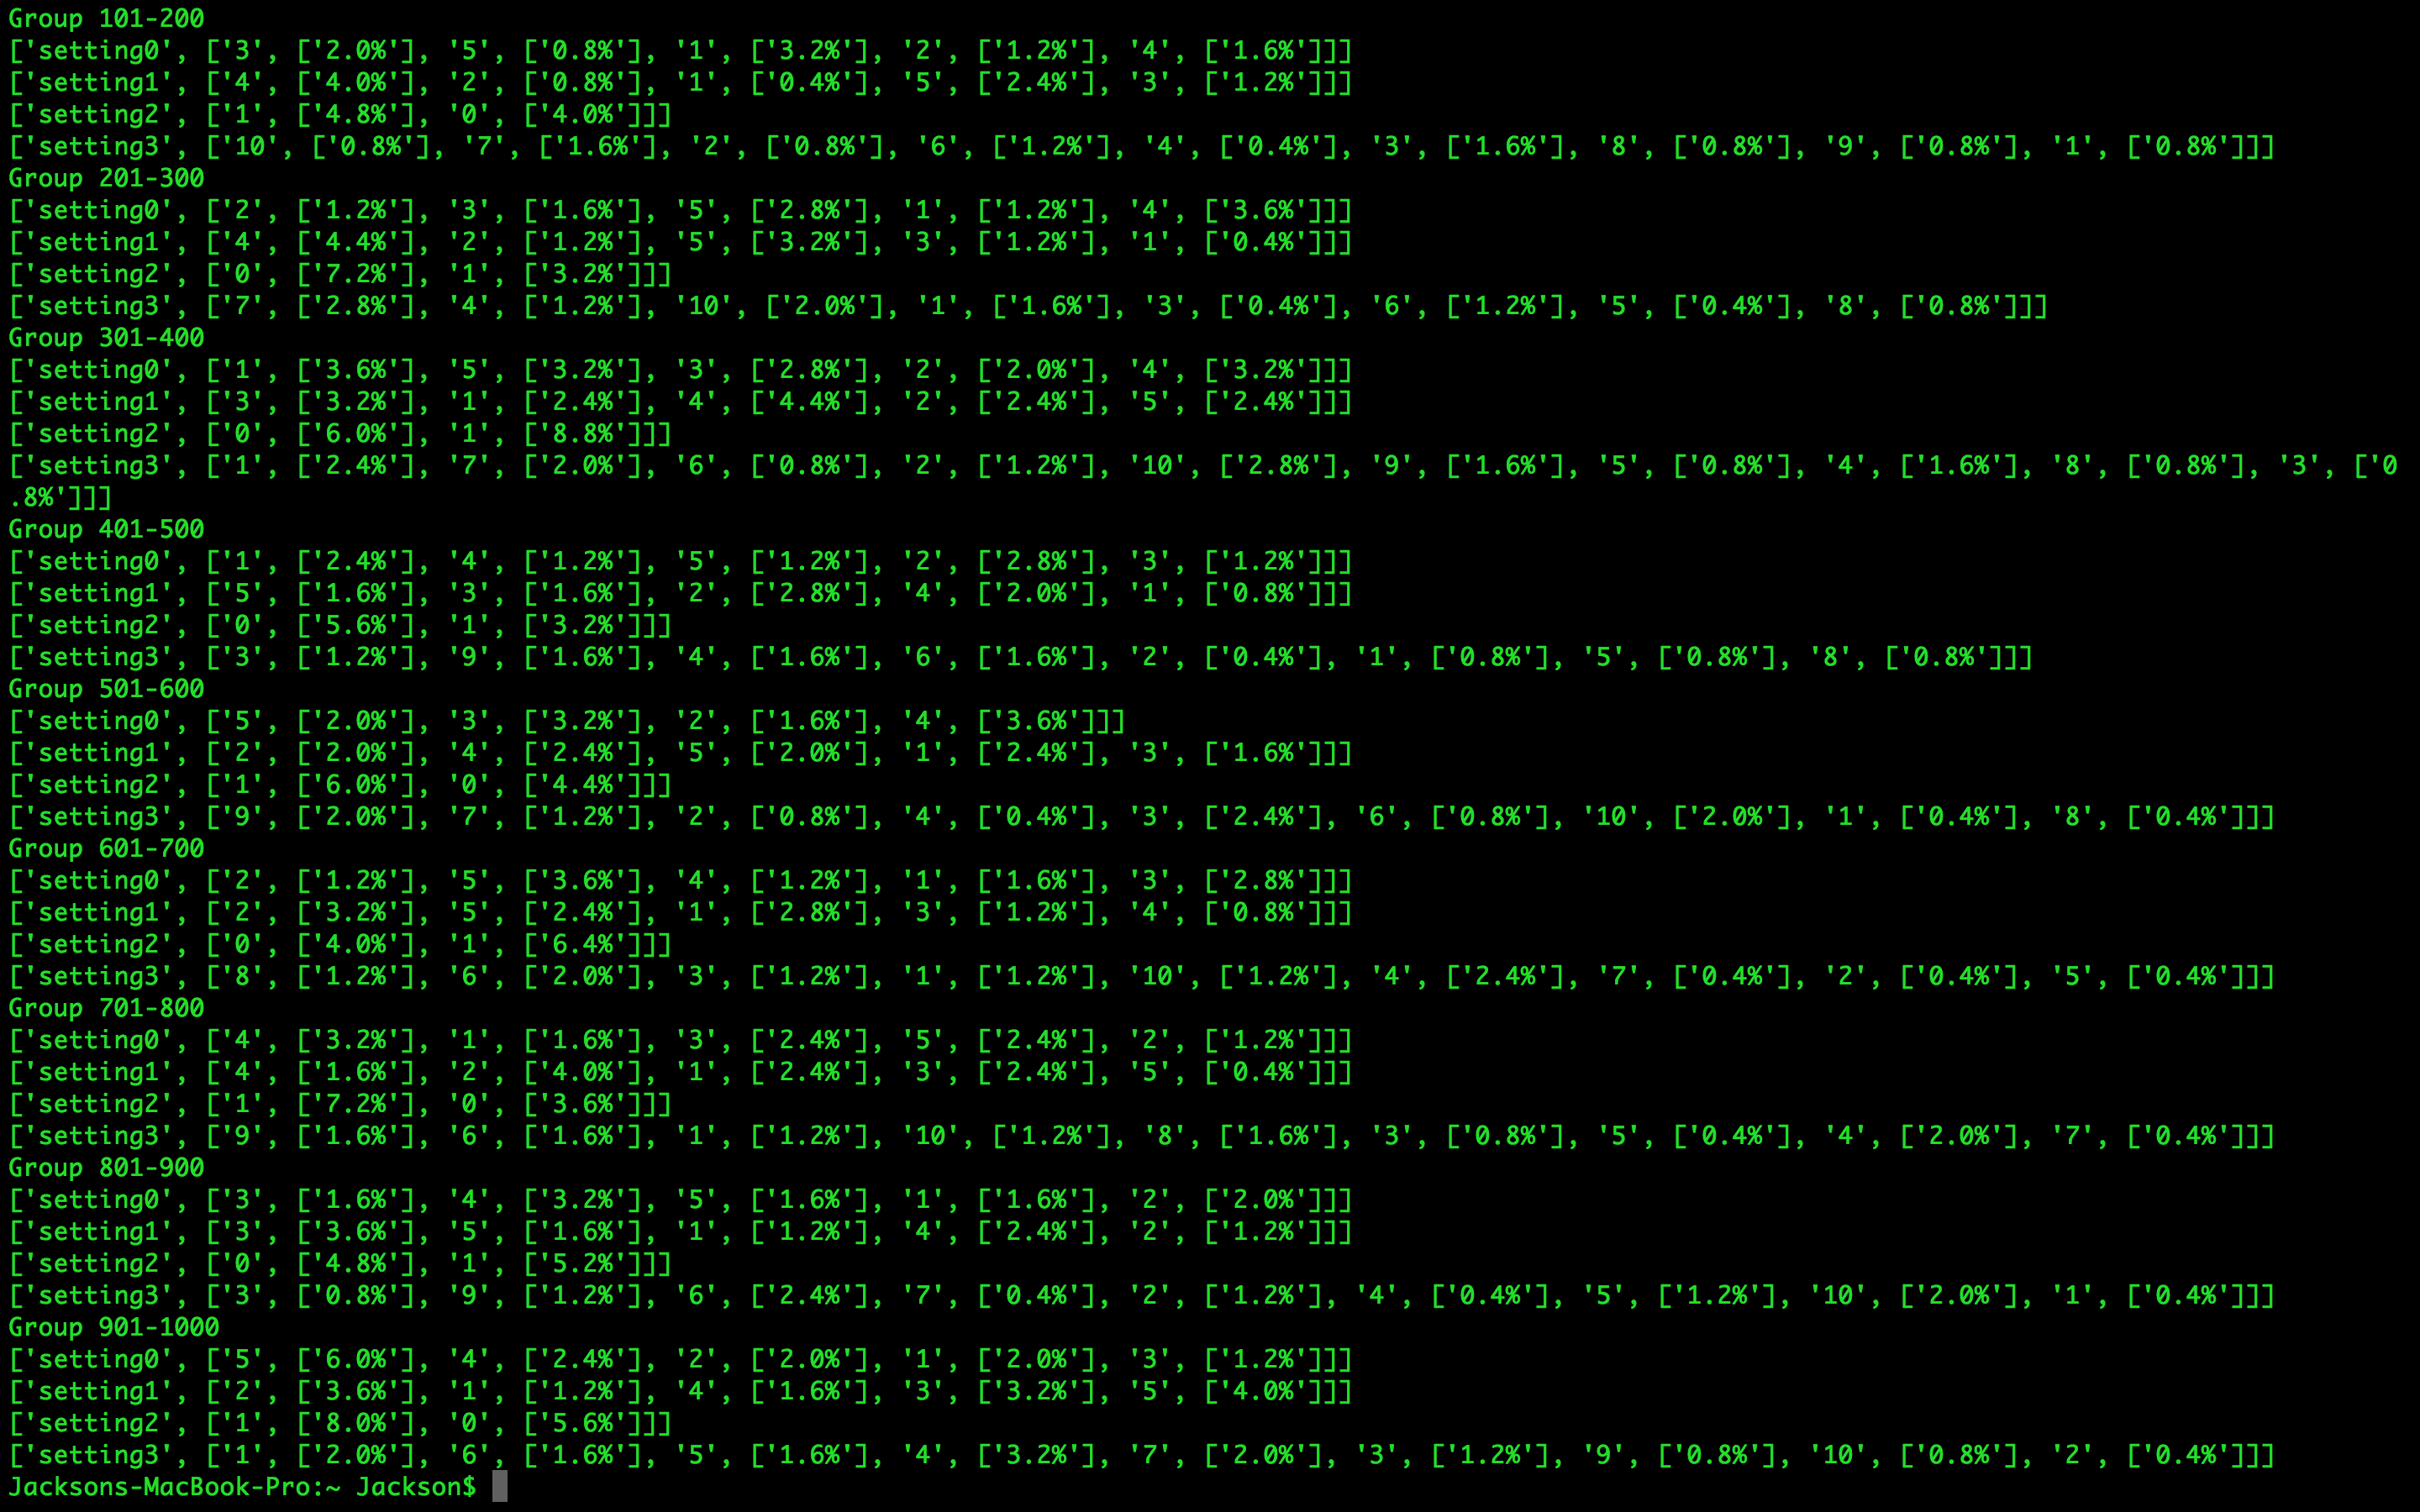 Group 101-200
['setting0', ['3', ['2.0%'], '5', ['0.8%'], '1', ['3.2%'], '2', ['1.2%'], '4', ['1.6%']]]
['setting1', ['4', ['4.0%'], '2', ['0.8%'], '1', ['0.4%'], '5', ['2.4%'], '3', ['1.2%']]]
['setting2', ['1', ['4.8%'], '0', ['4.0%']]]
['setting3', ['10', ['0.8%'], '7', ['1.6%'], '2', ['0.8%'], '6', ['1.2%'], '4', ['0.4%'], '3', ['1.6%'], '8', ['0.8%'], '9', ['0.8%'], '1', ['0.8%']]]
Group 201-300
['setting0', ['2', ['1.2%'], '3', ['1.6%'], '5', ['2.8%'], '1', ['1.2%'], '4', ['3.6%']]]
['setting1', ['4', ['4.4%'], '2', ['1.2%'], '5', ['3.2%'], '3', ['1.2%'], '1', ['0.4%']]]
['setting2', ['0', ['7.2%'], '1', ['3.2%']]]
['setting3', ['7', ['2.8%'], '4', ['1.2%'], '10', ['2.0%'], '1', ['1.6%'], '3', ['0.4%'], '6', ['1.2%'], '5', ['0.4%'], '8', ['0.8%']]]
Group 301-400
['setting0', ['1', ['3.6%'], '5', ['3.2%'], '3', ['2.8%'], '2', ['2.0%'], '4', ['3.2%']]]
['setting1', ['3', ['3.2%'], '1', ['2.4%'], '4', ['4.4%'], '2', ['2.4%'], '5', ['2.4%']]]
['setting2', ['0', ['6.0%'], '1', ['8.8%']]]
['setting3', ['1', ['2.4%'], '7', ['2.0%'], '6', ['0.8%'], '2', ['1.2%'], '10', ['2.8%'], '9', ['1.6%'], '5', ['0.8%'], '4', ['1.6%'], '8', ['0.8%'], '3', ['0
.8%']]]
Group 401-500
['setting0', ['1', ['2.4%'], '4', ['1.2%'], '5', ['1.2%'], '2', ['2.8%'], '3', ['1.2%']]]
['setting1', ['5', ['1.6%'], '3', ['1.6%'], '2', ['2.8%'], '4', ['2.0%'], '1', ['0.8%']]]
['setting2', ['0', ['5.6%'], '1', ['3.2%']]]
['setting3', ['3', ['1.2%'], '9', ['1.6%'], '4', ['1.6%'], '6', ['1.6%'], '2', ['0.4%'], '1', ['0.8%'], '5', ['0.8%'], '8', ['0.8%']]]
Group 501-600
['setting0', ['5', ['2.0%'], '3', ['3.2%'], '2', ['1.6%'], '4', ['3.6%']]]
['setting1', ['2', ['2.0%'], '4', ['2.4%'], '5', ['2.0%'], '1', ['2.4%'], '3', ['1.6%']]]
['setting2', ['1', ['6.0%'], '0', ['4.4%']]]
['setting3', ['9', ['2.0%'], '7', ['1.2%'], '2', ['0.8%'], '4', ['0.4%'], '3', ['2.4%'], '6', ['0.8%'], '10', ['2.0%'], '1', ['0.4%'], '8', ['0.4%']]]
Group 601-700
['setting0', ['2', ['1.2%'], '5', ['3.6%'], '4', ['1.2%'], '1', ['1.6%'], '3', ['2.8%']]]
['setting1', ['2', ['3.2%'], '5', ['2.4%'], '1', ['2.8%'], '3', ['1.2%'], '4', ['0.8%']]]
['setting2', ['0', ['4.0%'], '1', ['6.4%']]]
['setting3', ['8', ['1.2%'], '6', ['2.0%'], '3', ['1.2%'], '1', ['1.2%'], '10', ['1.2%'], '4', ['2.4%'], '7', ['0.4%'], '2', ['0.4%'], '5', ['0.4%']]]
Group 701-800
['setting0', ['4', ['3.2%'], '1', ['1.6%'], '3', ['2.4%'], '5', ['2.4%'], '2', ['1.2%']]]
['setting1', ['4', ['1.6%'], '2', ['4.0%'], '1', ['2.4%'], '3', ['2.4%'], '5', ['0.4%']]]
['setting2', ['1', ['7.2%'], '0', ['3.6%']]]
['setting3', ['9', ['1.6%'], '6', ['1.6%'], '1', ['1.2%'], '10', ['1.2%'], '8', ['1.6%'], '3', ['0.8%'], '5', ['0.4%'], '4', ['2.0%'], '7', ['0.4%']]]
Group 801-900
['setting0', ['3', ['1.6%'], '4', ['3.2%'], '5', ['1.6%'], '1', ['1.6%'], '2', ['2.0%']]]
['setting1', ['3', ['3.6%'], '5', ['1.6%'], '1', ['1.2%'], '4', ['2.4%'], '2', ['1.2%']]]
['setting2', ['0', ['4.8%'], '1', ['5.2%']]]
['setting3', ['3', ['0.8%'], '9', ['1.2%'], '6', ['2.4%'], '7', ['0.4%'], '2', ['1.2%'], '4', ['0.4%'], '5', ['1.2%'], '10', ['2.0%'], '1', ['0.4%']]]
Group 901-1000
['setting0', ['5', ['6.0%'], '4', ['2.4%'], '2', ['2.0%'], '1', ['2.0%'], '3', ['1.2%']]]
['setting1', ['2', ['3.6%'], '1', ['1.2%'], '4', ['1.6%'], '3', ['3.2%'], '5', ['4.0%']]]
['setting2', ['1', ['8.0%'], '0', ['5.6%']]]
['setting3', ['1', ['2.0%'], '6', ['1.6%'], '5', ['1.6%'], '4', ['3.2%'], '7', ['2.0%'], '3', ['1.2%'], '9', ['0.8%'], '10', ['0.8%'], '2', ['0.4%']]]
Jacksons-MacBook-Pro:~ Jackson$